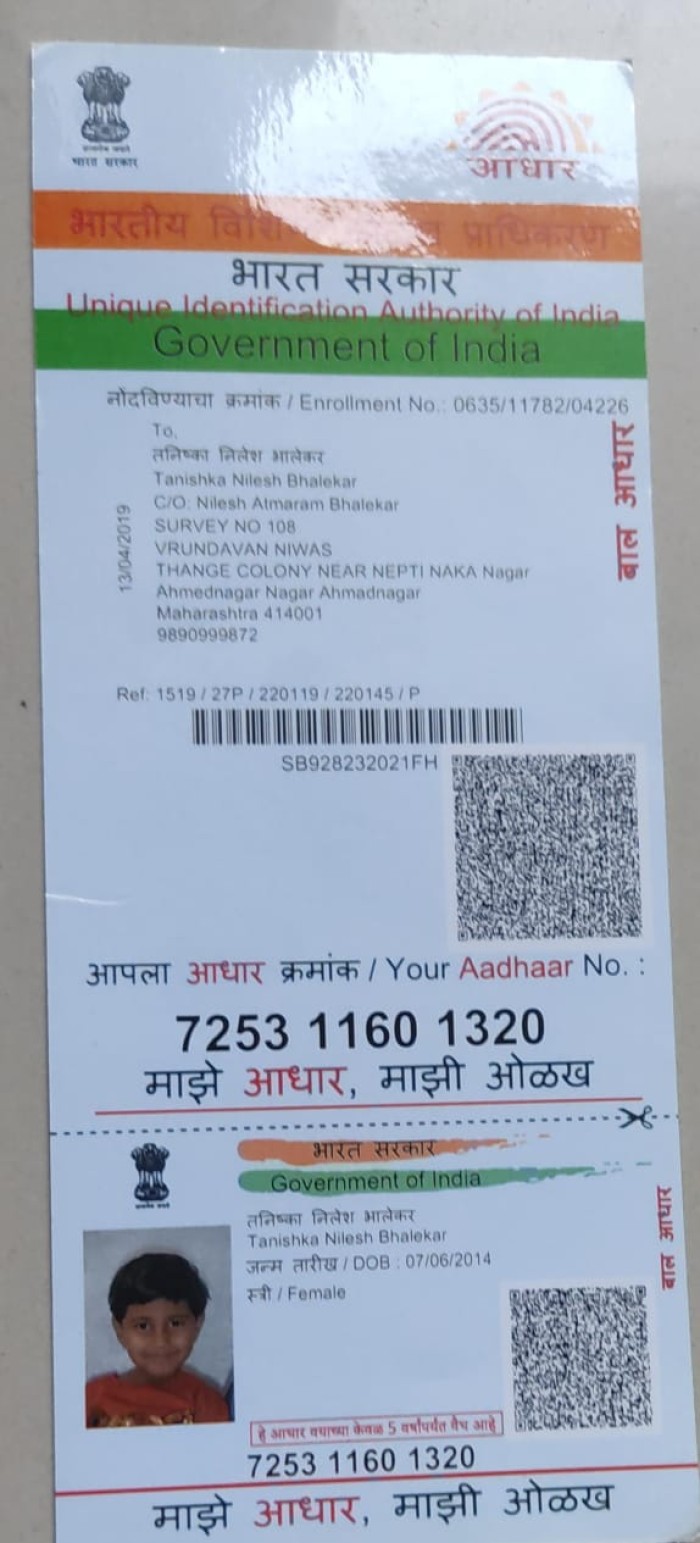 भारत सरकार
आधार
भारतीय प्राधिकरण
भारत सरकार
Unique Identification Authority of India
Government of India
नोंदविण्याचा क्रमांक / Enrollment No.: 0635/11782/04226
To,
तनिष्का निलेश भालेकर
Tanishka Nilesh Bhalekar
C/O: Nilesh Atmaram Bhalekar
SURVEY NO 108
VRUNDAVAN NIWAS
THANGE COLONY NEAR NEPTI NAKA Nagar
Ahmednagar Nagar Ahmadnagar
Maharashtra 414001
9890999872
13/04/2019
बाल आधार
Ref: 1519 / 27P / 220119 / 220145 / P
SB928232021FH
आपला आधार क्रमांक / Your Aadhaar No. :
7253 1160 1320
माझे आधार, माझी ओळख
भारत सरकार
Government of India
तनिष्का निलेश भालेकर
Tanishka Nilesh Bhalekar
जन्म तारीख / DOB : 07/06/2014
स्त्री / Female
बाल आधार
हे आधार वयाच्या केवळ 5 वर्षांपर्यंत वैध आहे
7253 1160 1320
माझे आधार, माझी ओळख